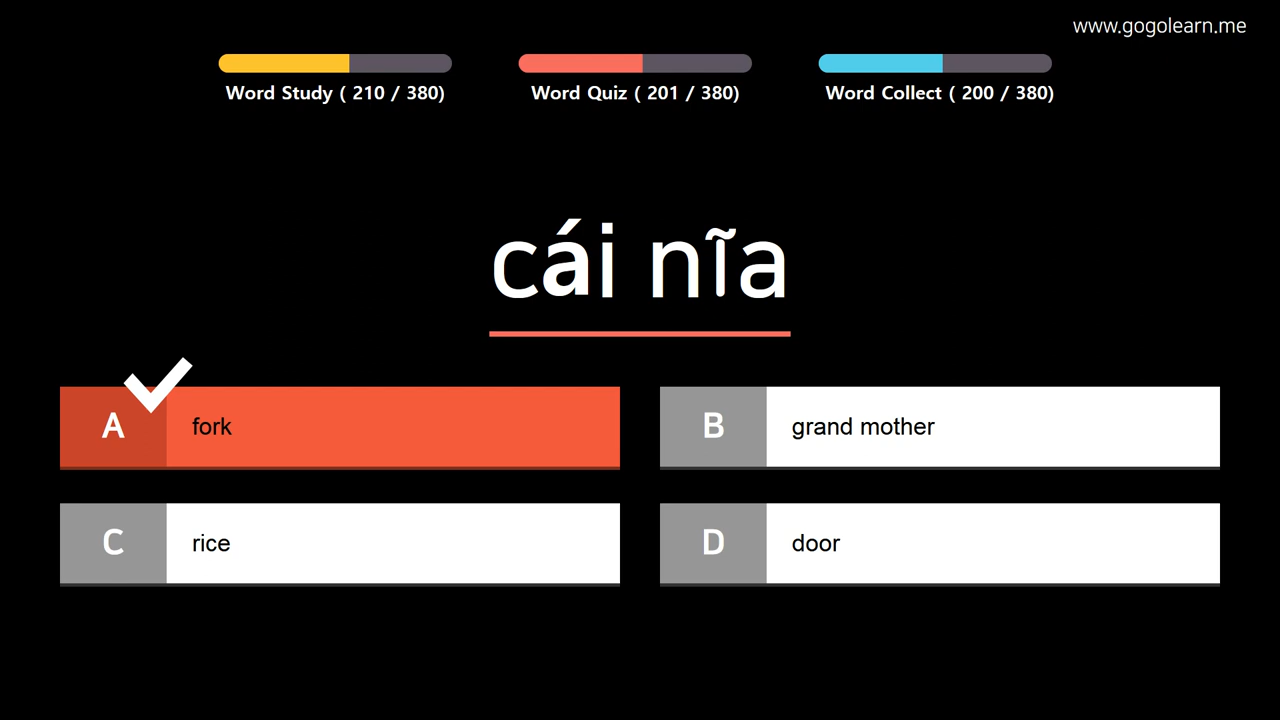 www.gogolearn.me
Word Study ( 210 / 380)
Word Quiz ( 201 / 380)
Word Collect ( 200 / 380)
cái nĩa
A fork
B grand mother
C rice
D door